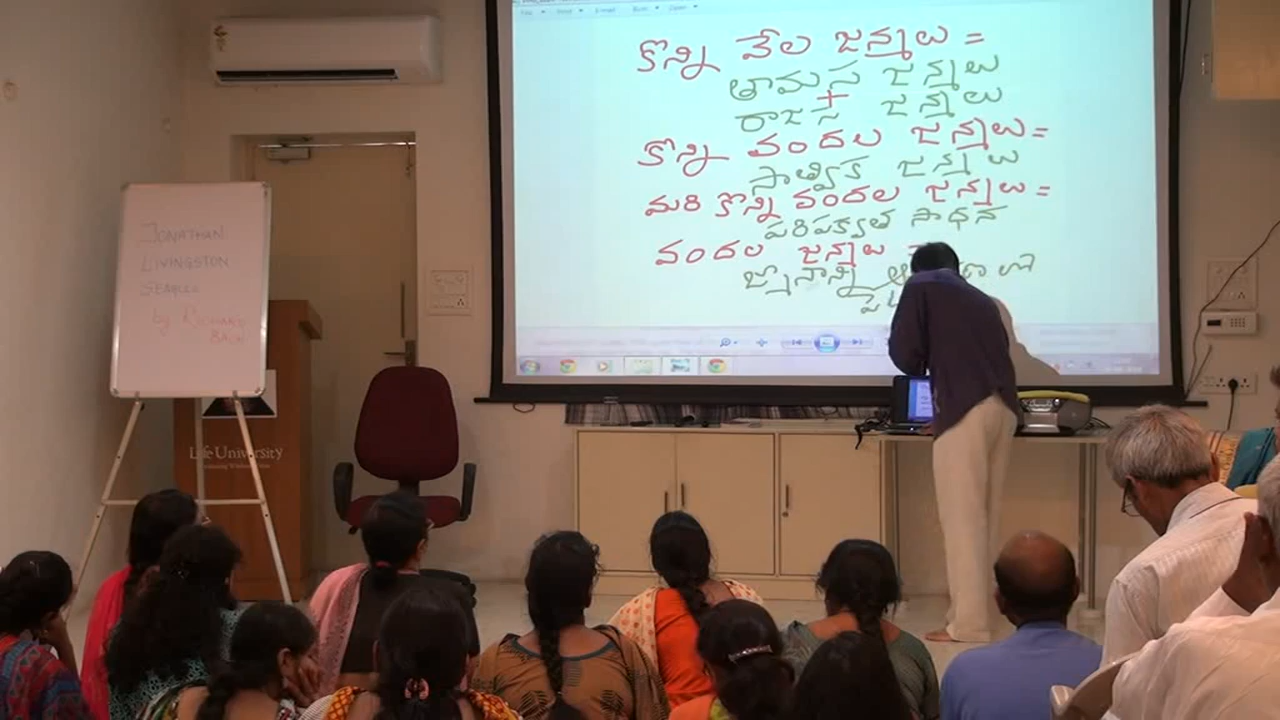 కొన్ని వేల జన్మలు =
తామస జన్మలు
+
రాజస జన్మలు
కొన్ని వందల జన్మలు =
సాత్విక జన్మలు
మరి కొన్ని వందల జన్మలు =
పరిపక్వత సాధన
వందల జన్మలు =
JONATHAN
LIVINGSTON
SEAGULL
by RICHARD
BACH
Life University